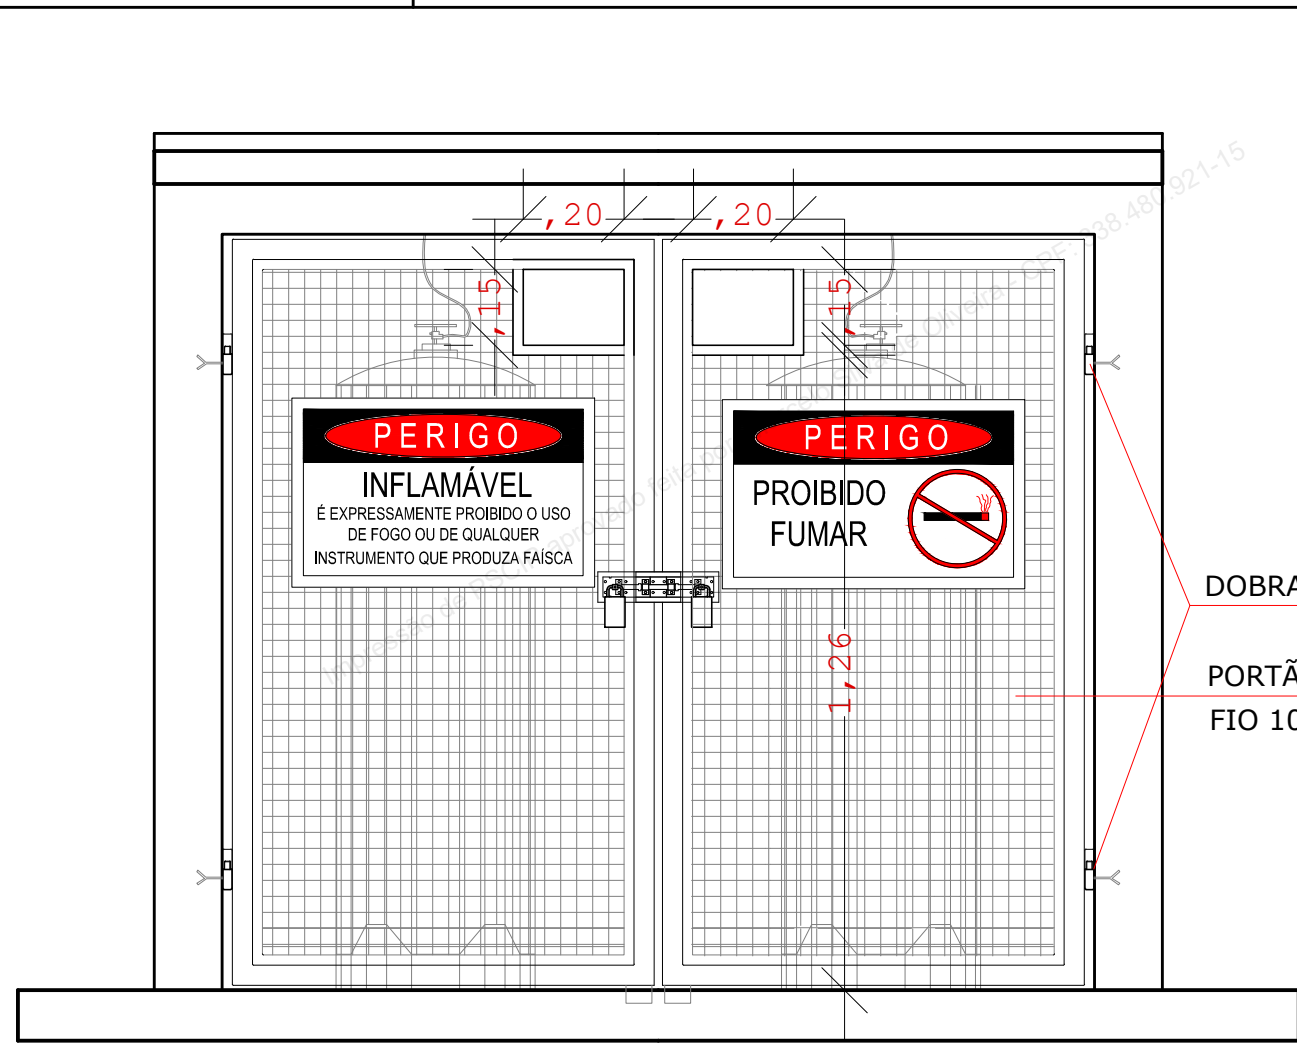 ,20
,20
,15
,15
PERIGO
INFLAMÁVEL
É EXPRESSAMENTE PROIBIDO O USO
DE FOGO OU DE QUALQUER
INSTRUMENTO QUE PRODUZA FAÍSCA
PERIGO
PROIBIDO
FUMAR
1,26
DOBRA
PORTÃ
FIO 10